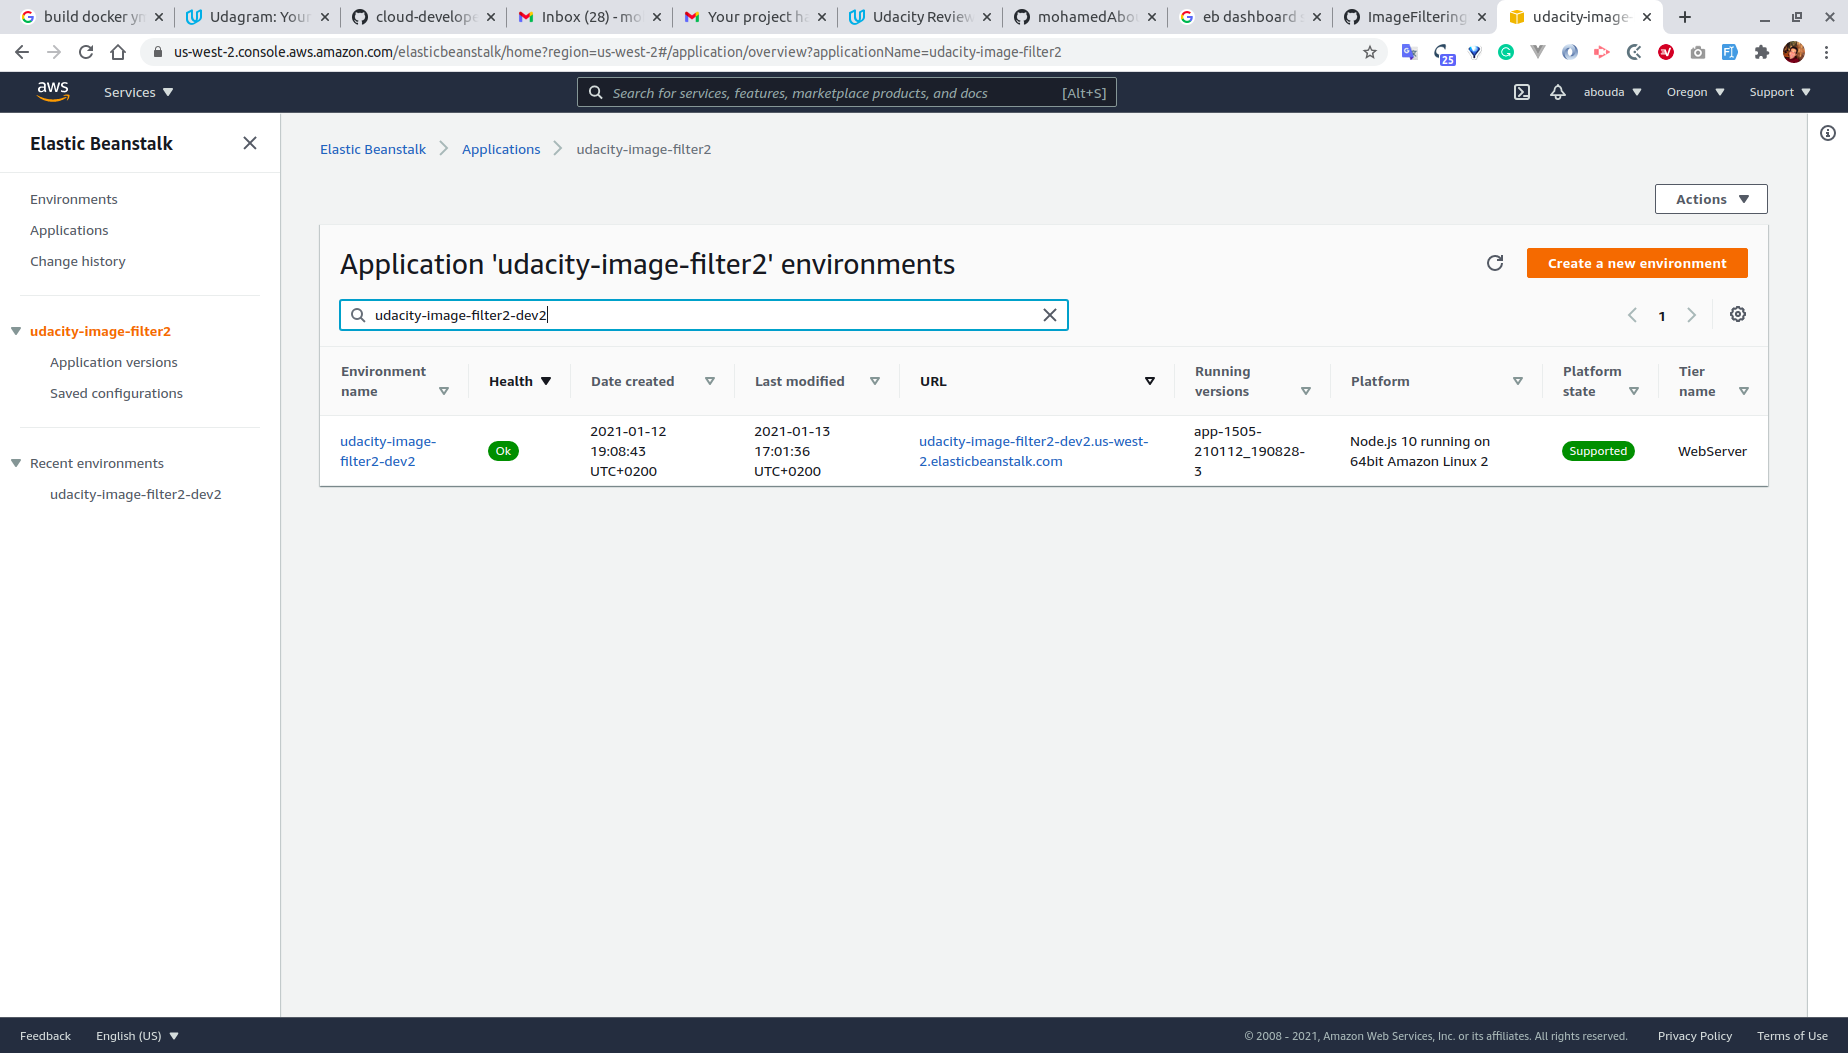 build docker ym
Udagram: Your
cloud-develope
Inbox (28) - mo
Your project ha
Udacity Review
mohamedAbou
eb dashboard s
ImageFiltering
udacity-image-
us-west-2.console.aws.amazon.com/elasticbeanstalk/home?region=us-west-2#/application/overview?applicationName=udacity-image-filter2
25
aws
Services
Search for services, features, marketplace products, and docs
[Alt+S]
abouda
Oregon
Support
Elastic Beanstalk
Environments
Applications
Change history
udacity-image-filter2
Application versions
Saved configurations
Recent environments
udacity-image-filter2-dev2
Elastic Beanstalk
Applications
udacity-image-filter2
Actions
Application 'udacity-image-filter2' environments
Create a new environment
udacity-image-filter2-dev2
1
Environment
name
Health
Date created
Last modified
URL
Running
versions
Platform
Platform
state
Tier
name
udacity-image-
filter2-dev2
Ok
2021-01-12
19:08:43
UTC+0200
2021-01-13
17:01:36
UTC+0200
udacity-image-filter2-dev2.us-west-
2.elasticbeanstalk.com
app-1505-
210112_190828-
3
Node.js 10 running on
64bit Amazon Linux 2
Supported
WebServer
Feedback
English (US)
© 2008 - 2021, Amazon Web Services, Inc. or its affiliates. All rights reserved.
Privacy Policy
Terms of Use